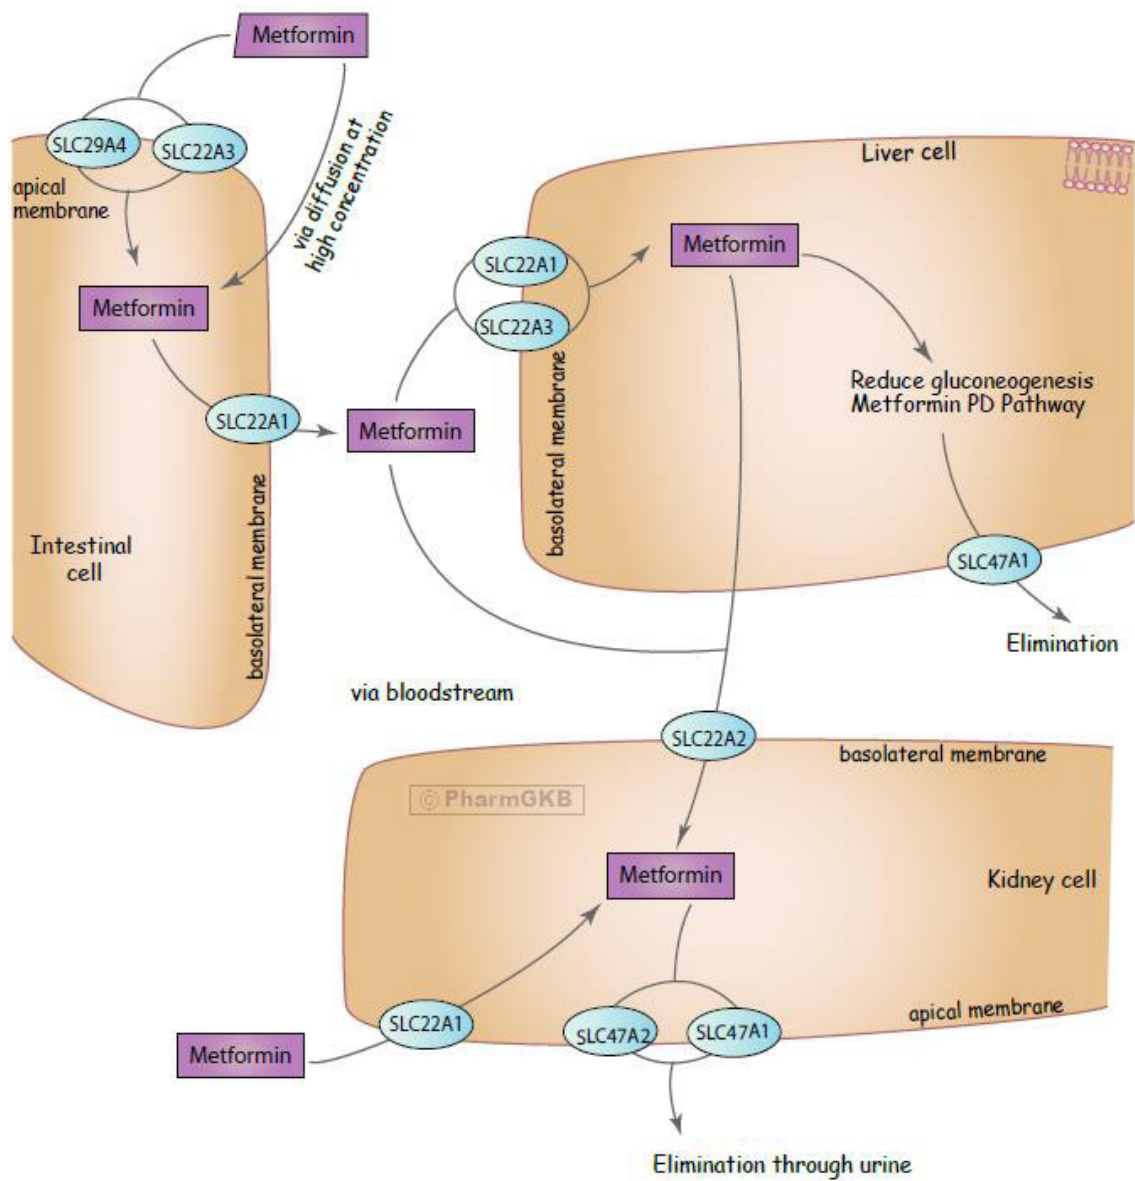 Metformin
SLC29A4
SLC22A3
via diffusion at
high concentration
apical
membrane
Metformin
SLC22A1
Intestinal
cell
basolateral membrane
Metformin
Liver cell
SLC22A1
SLC22A3
basolateral membrane
Metformin
Reduce gluconeogenesis
Metformin PD Pathway
SLC47A1
Elimination
via bloodstream
SLC22A2
basolateral membrane
© PharmGKB
Metformin
Kidney cell
SLC22A1
SLC47A2
SLC47A1
apical membrane
Metformin
Elimination through urine